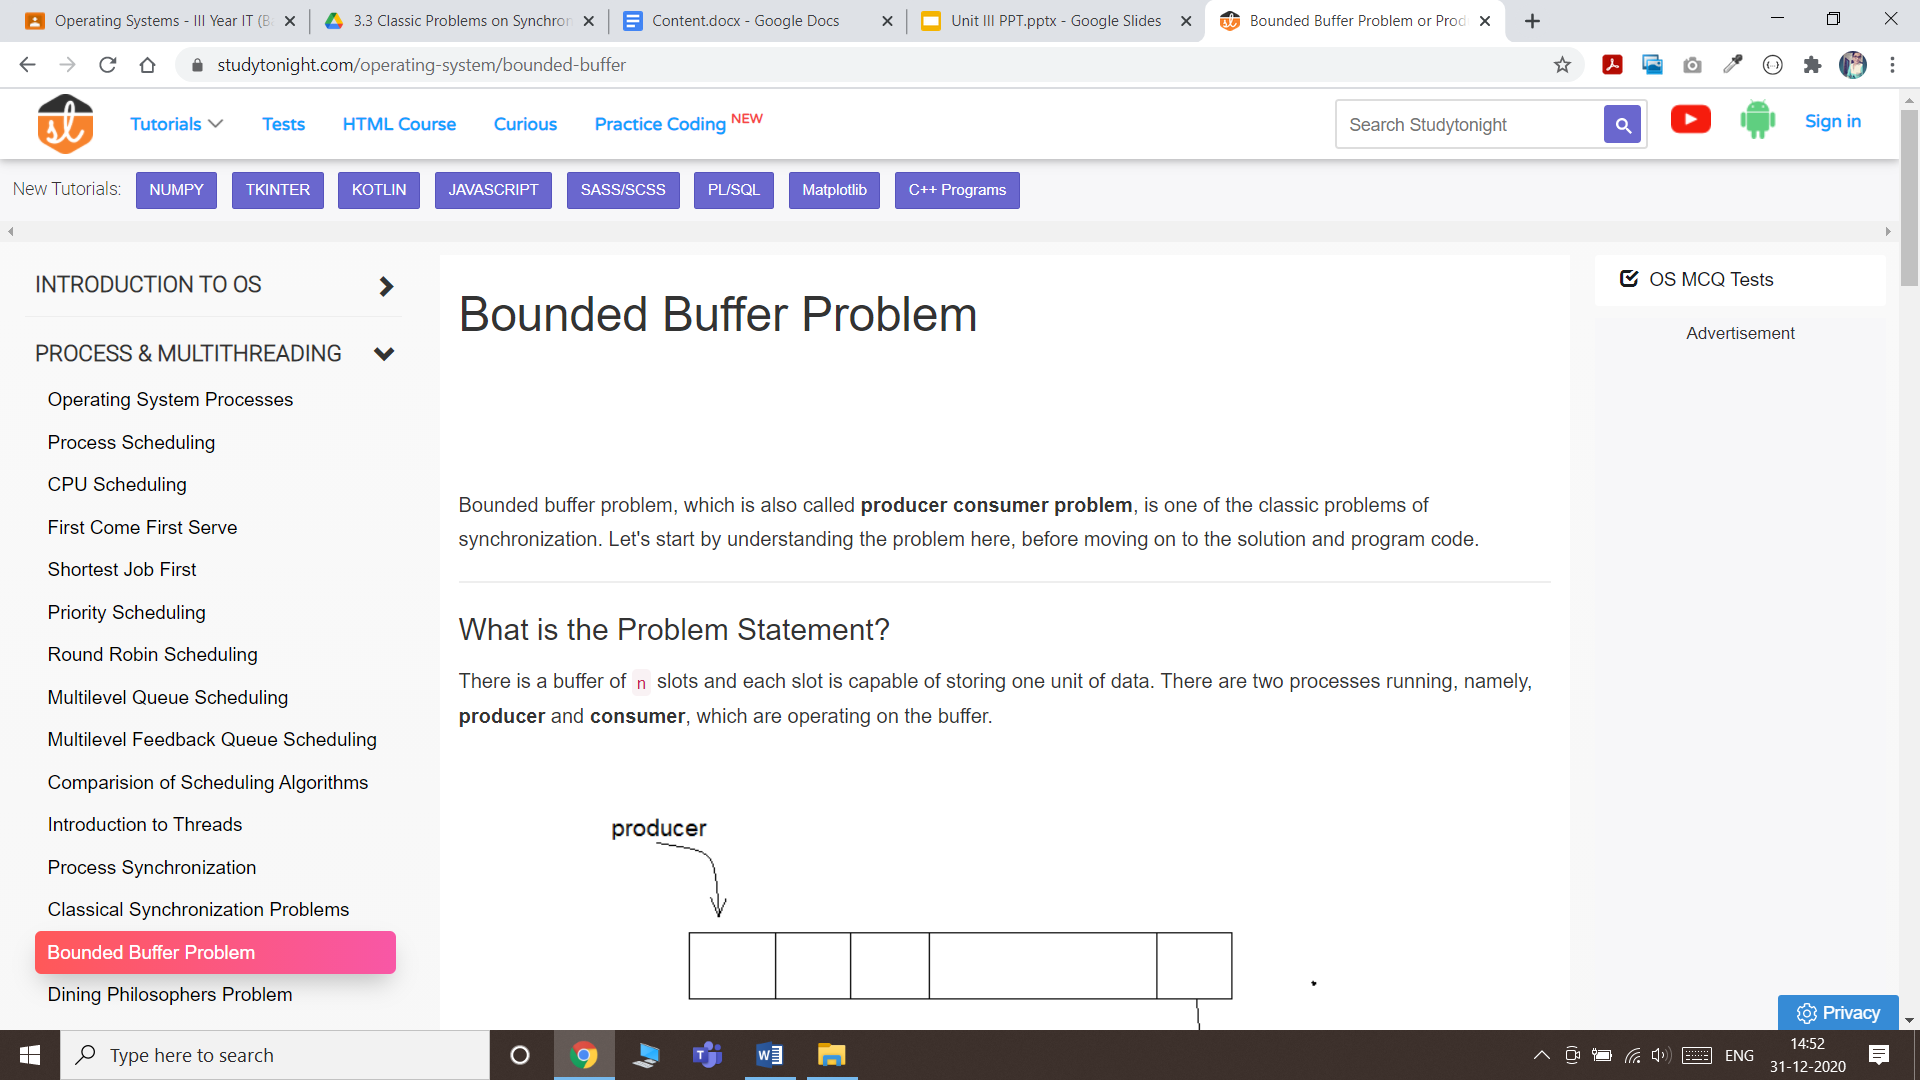 Operating Systems - III Year IT (B
3.3 Classic Problems on Synchron
Content.docx - Google Docs
Unit III PPT.pptx - Google Slides
Bounded Buffer Problem or Prod
studytonight.com/operating-system/bounded-buffer
Tutorials
Tests
HTML Course
Curious
Practice Coding NEW
Search Studytonight
Sign in
New Tutorials:
NUMPY
TKINTER
KOTLIN
JAVASCRIPT
SASS/SCSS
PL/SQL
Matplotlib
C++ Programs
INTRODUCTION TO OS
PROCESS & MULTITHREADING
Operating System Processes
Process Scheduling
CPU Scheduling
First Come First Serve
Shortest Job First
Priority Scheduling
Round Robin Scheduling
Multilevel Queue Scheduling
Multilevel Feedback Queue Scheduling
Comparision of Scheduling Algorithms
Introduction to Threads
Process Synchronization
Classical Synchronization Problems
Bounded Buffer Problem
Dining Philosophers Problem
Bounded Buffer Problem
Bounded buffer problem, which is also called producer consumer problem, is one of the classic problems of
synchronization. Let's start by understanding the problem here, before moving on to the solution and program code.
What is the Problem Statement?
There is a buffer of n slots and each slot is capable of storing one unit of data. There are two processes running, namely,
producer and consumer, which are operating on the buffer.
producer
OS MCQ Tests
Advertisement
Privacy
Type here to search
ENG
14:52
31-12-2020